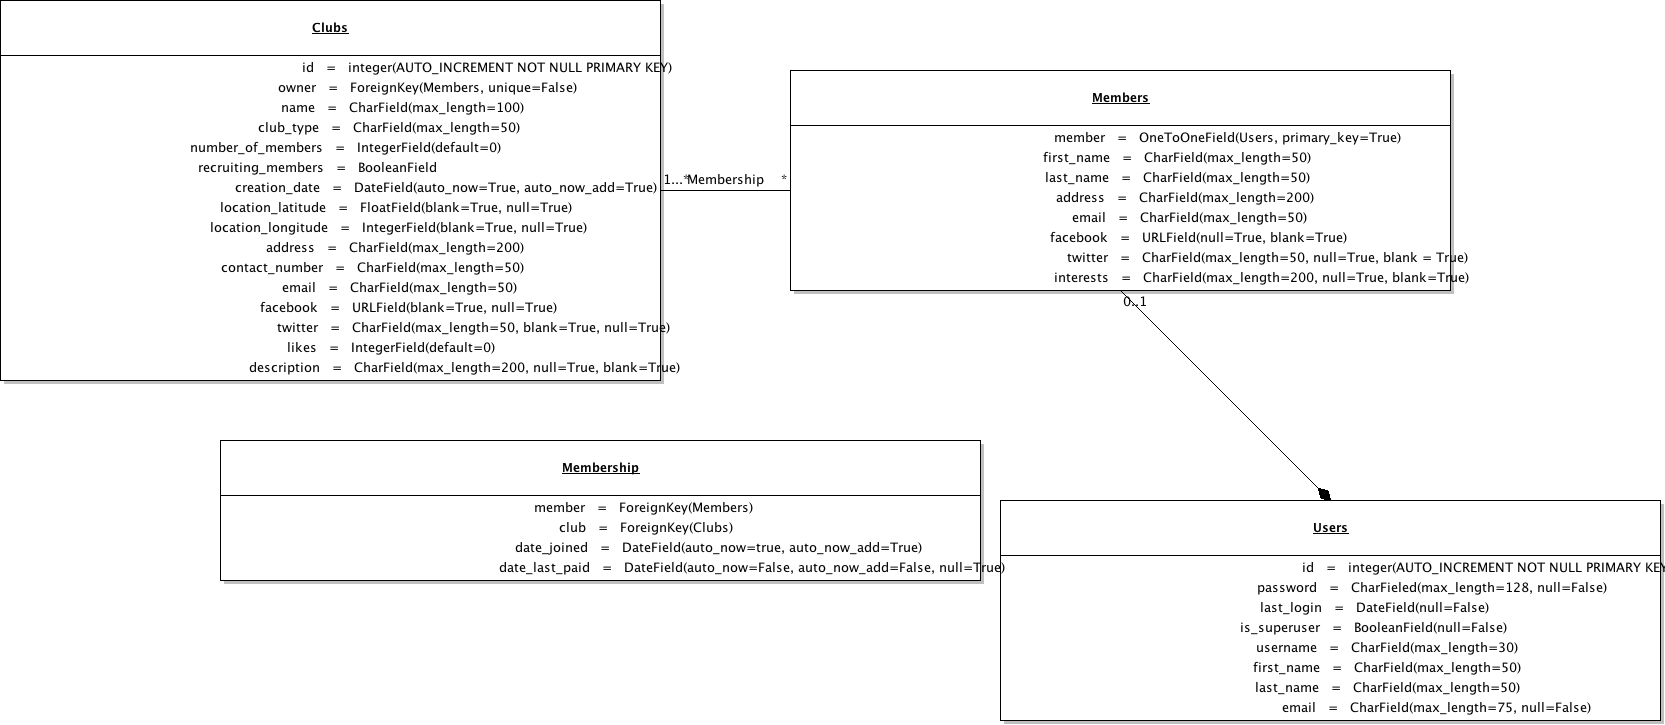 Clubs
id = integer(AUTO_INCREMENT NOT NULL PRIMARY KEY)
owner = ForeignKey(Members, unique=False)
name = CharField(max_length=100)
club_type = CharField(max_length=50)
number_of_members = IntegerField(default=0)
recruiting_members = BooleanField
creation_date = DateField(auto_now=True, auto_now_add=True)
location_latitude = FloatField(blank=True, null=True)
location_longitude = IntegerField(blank=True, null=True)
address = CharField(max_length=200)
contact_number = CharField(max_length=50)
email = CharField(max_length=50)
facebook = URLField(blank=True, null=True)
twitter = CharField(max_length=50, blank=True, null=True)
likes = IntegerField(default=0)
description = CharField(max_length=200, null=True, blank=True)
1...* Membership *
Members
member = OneToOneField(Users, primary_key=True)
first_name = CharField(max_length=50)
last_name = CharField(max_length=50)
address = CharField(max_length=200)
email = CharField(max_length=50)
facebook = URLField(null=True, blank=True)
twitter = CharField(max_length=50, null=True, blank = True)
interests = CharField(max_length=200, null=True, blank=True)
0..1
Membership
member = ForeignKey(Members)
club = ForeignKey(Clubs)
date_joined = DateField(auto_now=true, auto_now_add=True)
date_last_paid = DateField(auto_now=False, auto_now_add=False, null=True)
Users
id = integer(AUTO_INCREMENT NOT NULL PRIMARY KEY
password = CharFieled(max_length=128, null=False)
last_login = DateField(null=False)
is_superuser = BooleanField(null=False)
username = CharField(max_length=30)
first_name = CharField(max_length=50)
last_name = CharField(max_length=50)
email = CharField(max_length=75, null=False)